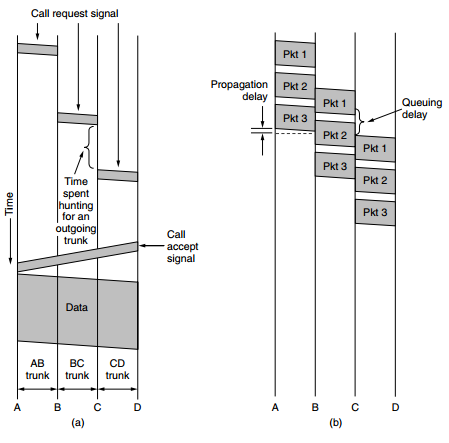 Call request signal
Time
Time
spent
hunting
for an
outgoing
trunk
Call
accept
signal
Data
AB
trunk
BC
trunk
CD
trunk
A
B
C
D
(a)
Pkt 1
Pkt 2
Pkt 3
Propagation
delay
Pkt 1
Pkt 2
Pkt 3
Queuing
delay
Pkt 1
Pkt 2
Pkt 3
A
B
C
D
(b)